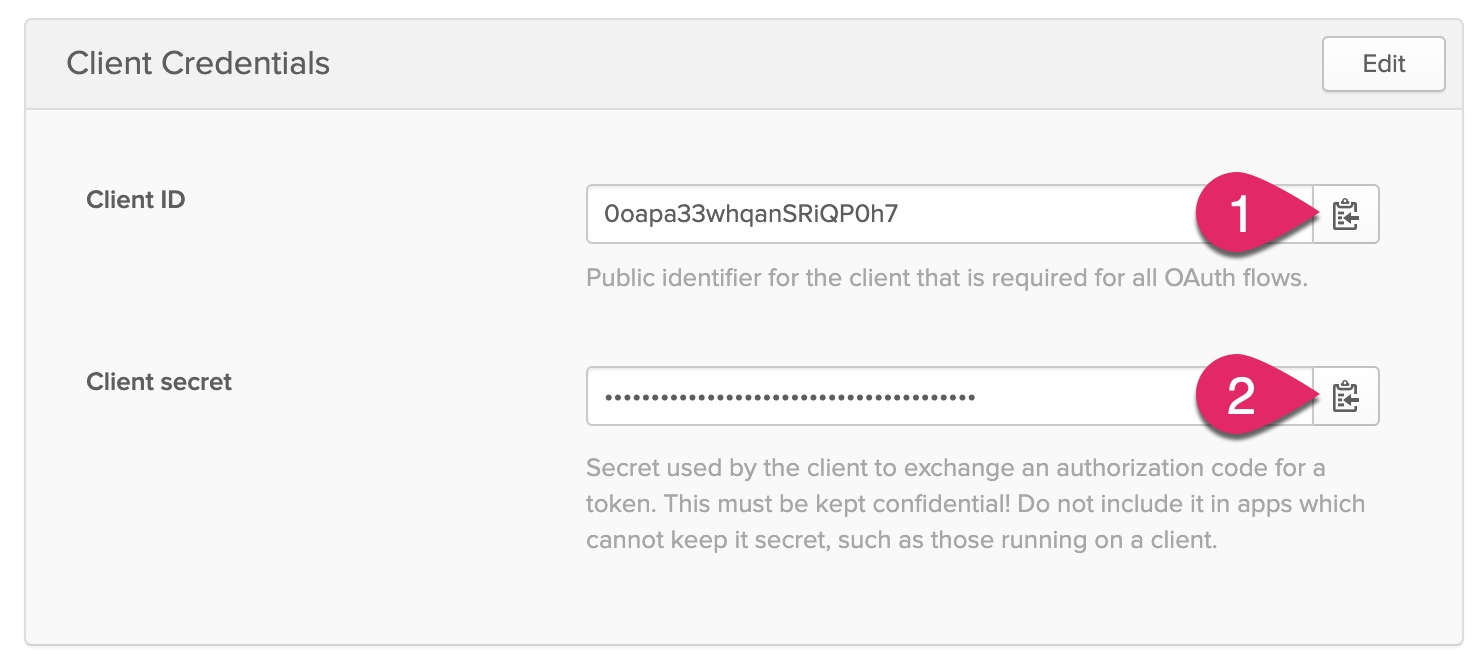 Client Credentials
Edit
Client ID
0oapa33whqanSRiQP0h7
1
Public identifier for the client that is required for all OAuth flows.
Client secret
••••••••••••••••••••••••••••••••••••••••
2
Secret used by the client to exchange an authorization code for a
token. This must be kept confidential! Do not include it in apps which
cannot keep it secret, such as those running on a client.